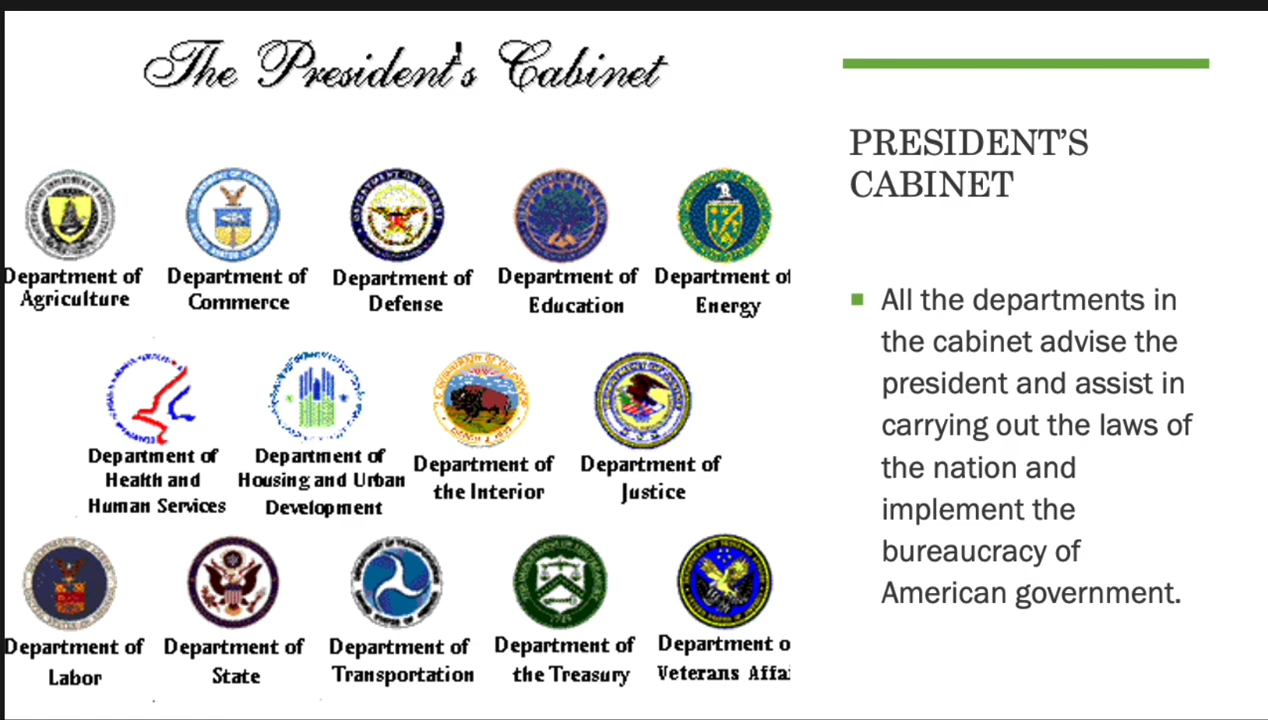 The President's Cabinet
PRESIDENT'S
CABINET
Department of
Agriculture
Department of
Commerce
Department of
Defense
Department of
Education
Department of
Energy
Department of
Health and
Human Services
Department of
Housing and Urban
Development
Department of
the Interior
Department of
Justice
Department of
Labor
Department of
State
Department of
Transportation
Department of
the Treasury
Department o
Veterans Affai
All the departments in
the cabinet advise the
president and assist in
carrying out the laws of
the nation and
implement the
bureaucracy of
American government.